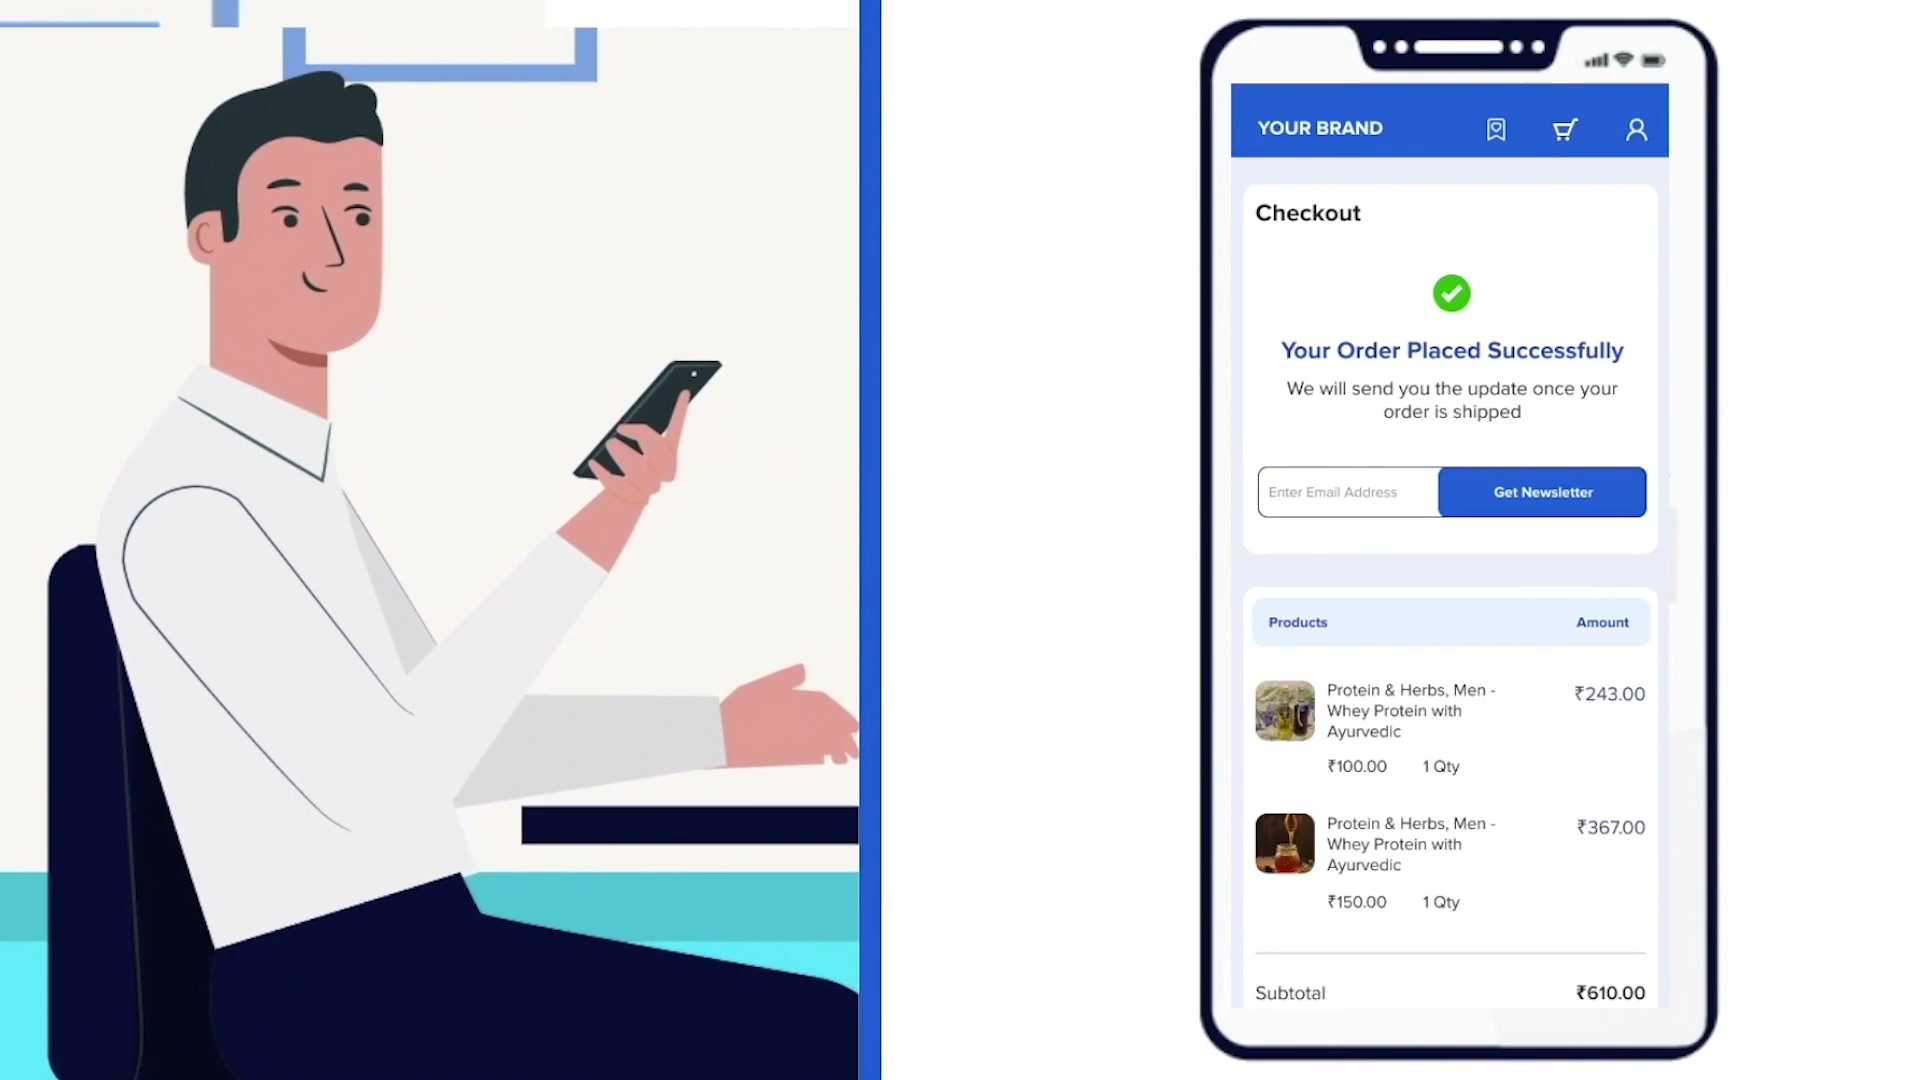 YOUR BRAND
Checkout
Your Order Placed Successfully
We will send you the update once your
order is shipped
Enter Email Address
Get Newsletter
Products
Amount
Protein & Herbs, Men -
Whey Protein with
Ayurvedic
₹243.00
₹100.00
1 Qty
Protein & Herbs, Men -
Whey Protein with
Ayurvedic
₹367.00
₹150.00
1 Qty
Subtotal
₹610.00